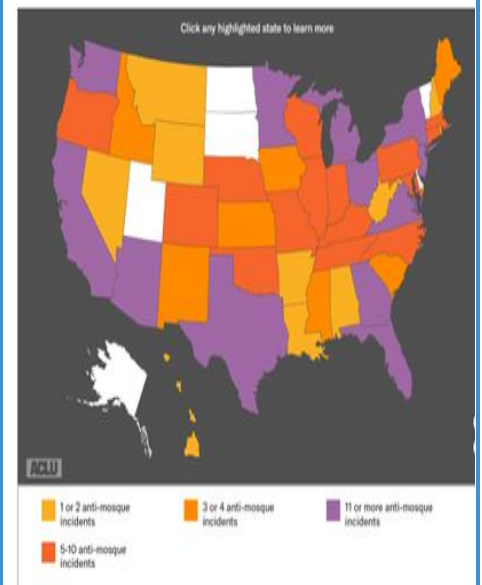 Click any highlighted state to learn more
ACLU
1 or 2 anti-mosque
incidents
3 or 4 anti-mosque
incidents
11 or more anti-mosque
incidents
5-10 anti-mosque
incidents